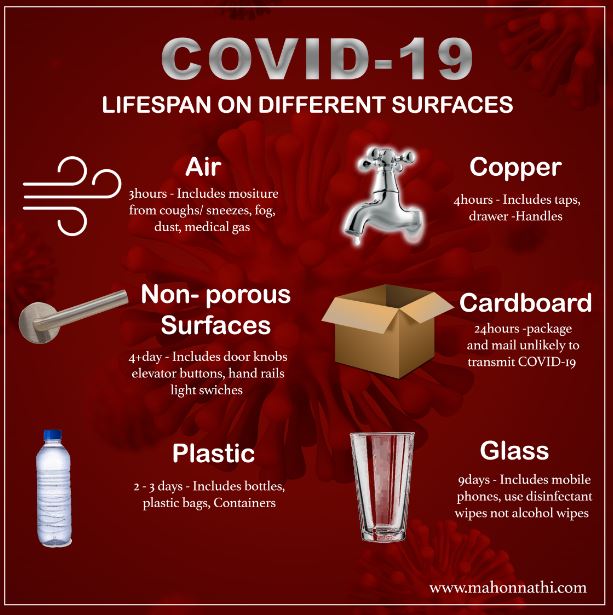 COVID-19
LIFESPAN ON DIFFERENT SURFACES
Air
3hours - Includes mositure
from coughs/ sneezes, fog,
dust, medical gas
Copper
4hours - Includes taps,
drawer -Handles
Non- porous
Surfaces
4+day - Includes door knobs
elevator buttons, hand rails
light swiches
Cardboard
24hours -package
and mail unlikely to
transmit COVID-19
Plastic
2 - 3 days - Includes bottles,
plastic bags, Containers
Glass
9days - Includes mobile
phones, use disinfectant
wipes not alcohol wipes
www.mahonnathi.com